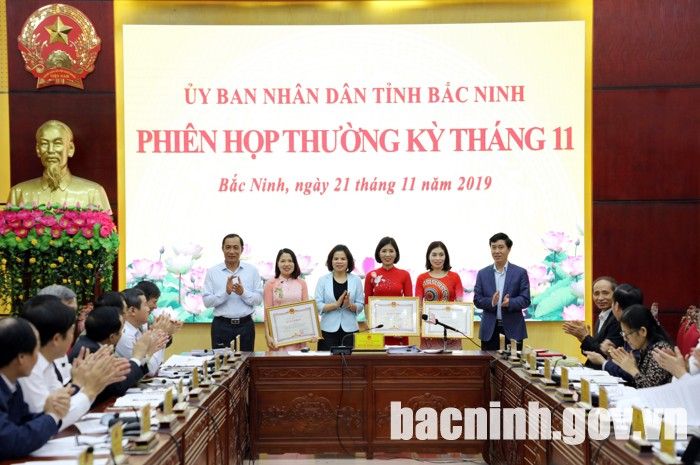 ỦY BAN NHÂN DÂN TỈNH BẮC NINH
PHIÊN HỌP THƯỜNG KỲ THÁNG 11
Bắc Ninh, ngày 21 tháng 11 năm 2019
bacninh.gov.vn